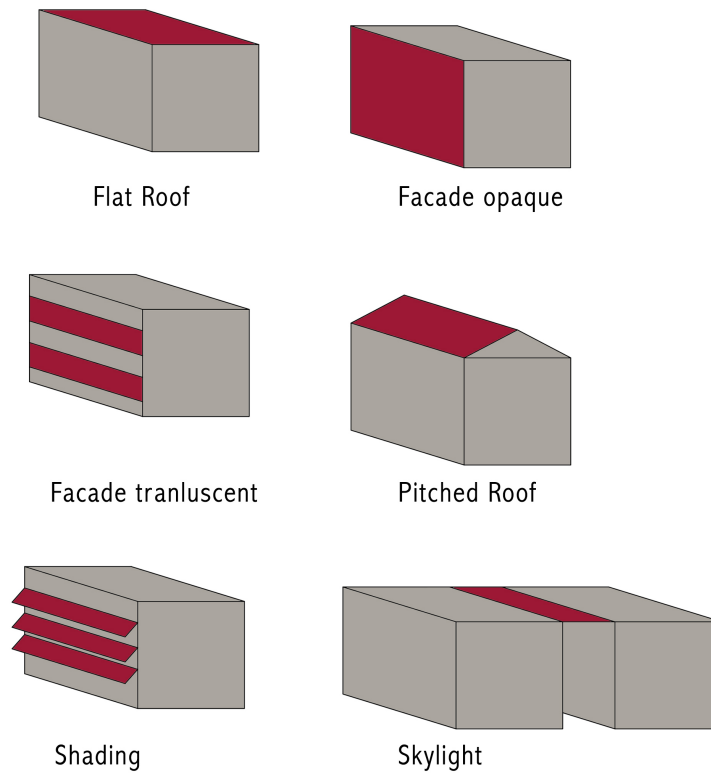 Flat Roof
Facade opaque
Facade tranluscent
Pitched Roof
Shading
Skylight